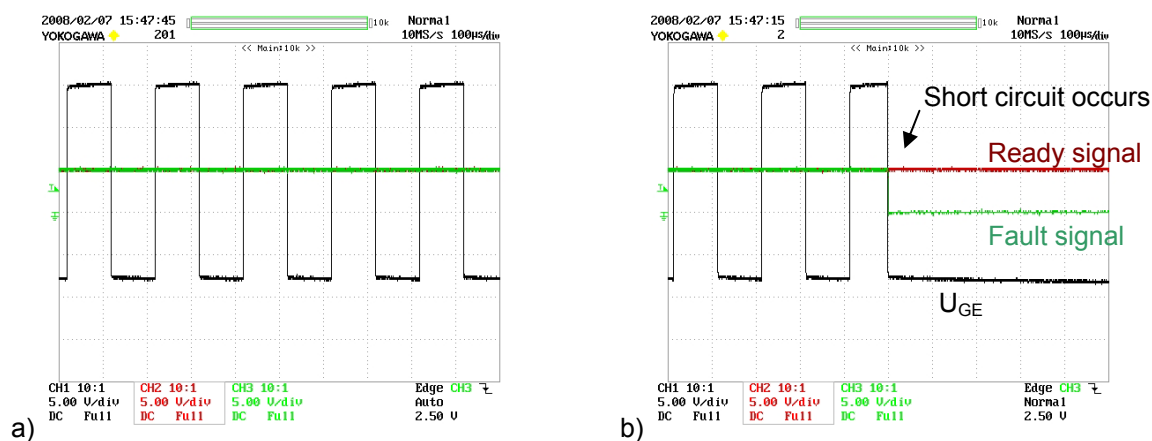 2008/02/07 15:47:45
Normal
YOKOGAWA
201
10k
10MS/s 100µs/div
<< Main:10k >>
CH1 10:1
5.00 V/div
DC Full
CH2 10:1
5.00 V/div
DC Full
CH3 10:1
5.00 V/div
DC Full
Edge CH3
Auto
2.50 V
a)
2008/02/07 15:47:15
Normal
YOKOGAWA
2
10k
10MS/s 100µs/div
<< Main:10k >>
Short circuit occurs
Ready signal
Fault signal
UGE
CH1 10:1
5.00 V/div
DC Full
CH2 10:1
5.00 V/div
DC Full
CH3 10:1
5.00 V/div
DC Full
Edge CH3
Normal
2.50 V
b)